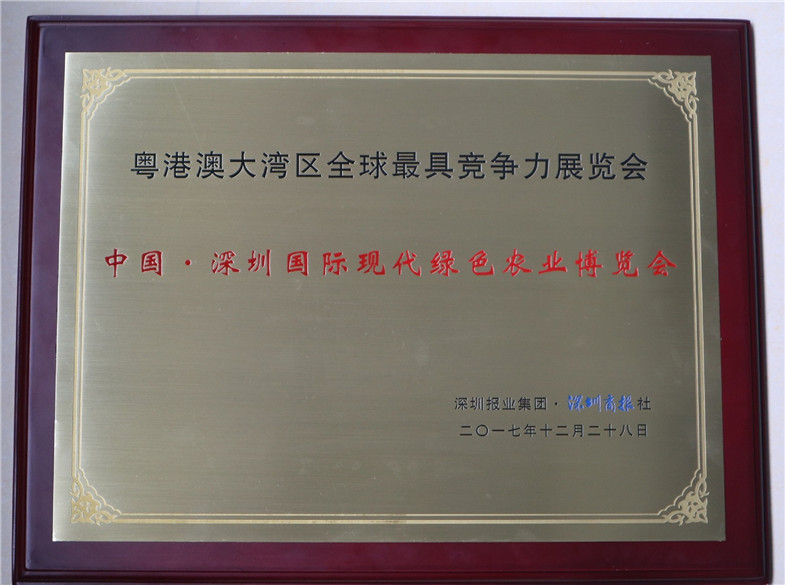 粤港澳大湾区全球最具竞争力展览会
中国·深圳国际现代绿色农业博览会
深圳报业集团·深圳商报社
二〇一七年十二月二十八日